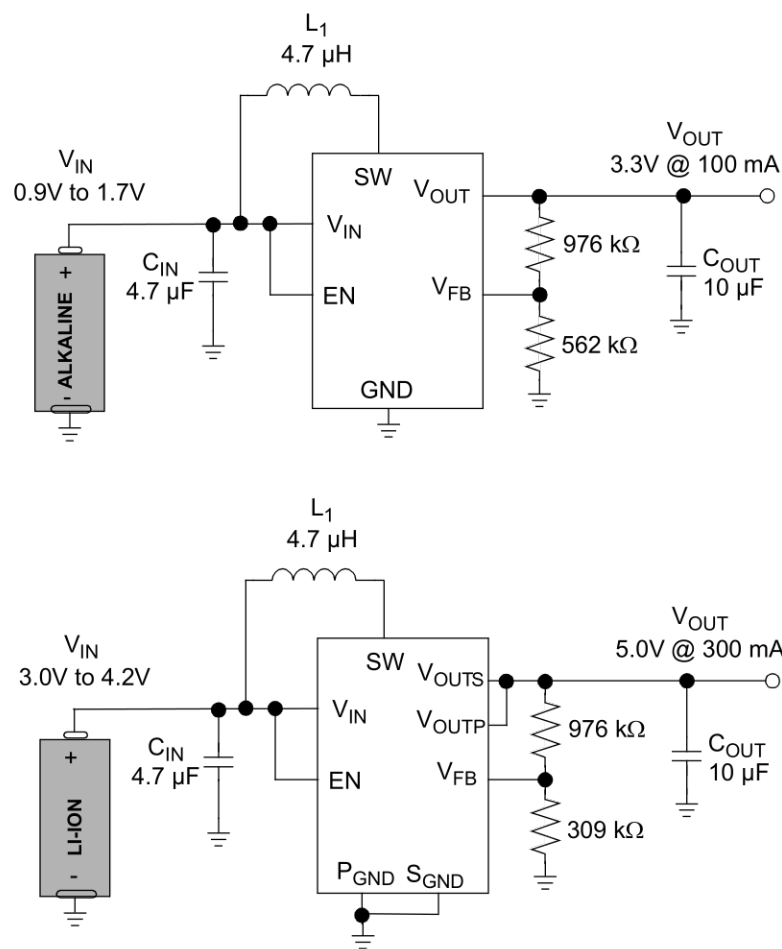 L1
4.7 µH
VOUT
3.3V @ 100 mA
VIN
0.9V to 1.7V
SW
VOUT
VIN
976 kΩ
CIN
4.7 µF
COUT
10 µF
EN
VFB
+
ALKALINE
-
562 kΩ
GND
L1
4.7 µH
VOUT
5.0V @ 300 mA
VIN
3.0V to 4.2V
SW
VOUTS
VIN
VOUTP
976 kΩ
CIN
4.7 µF
COUT
10 µF
EN
VFB
+
LI-ION
-
309 kΩ
PGND
SGND